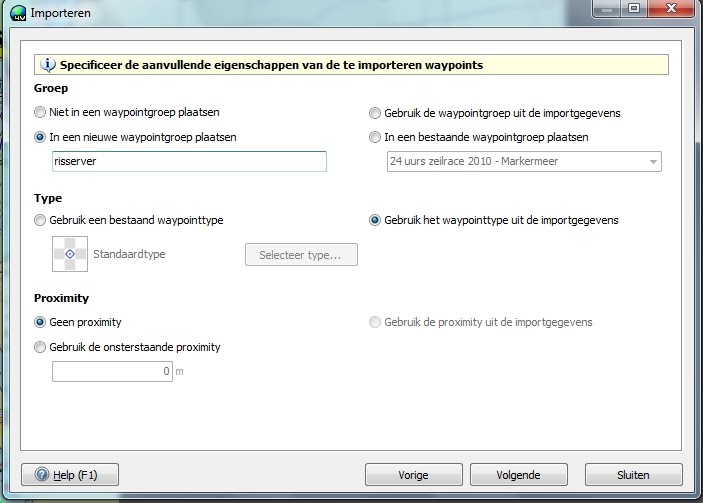 Importeren
Specificeer de aanvullende eigenschappen van de te importeren waypoints
Groep
Niet in een waypointgroep plaatsen
Gebruik de waypointgroep uit de importgegevens
In een nieuwe waypointgroep plaatsen
In een bestaande waypointgroep plaatsen
risserver
24 uurs zeilrace 2010 - Markermeer
Type
Gebruik een bestaand waypointtype
Gebruik het waypointtype uit de importgegevens
Standaardtype
Selecteer type...
Proximity
Geen proximity
Gebruik de proximity uit de importgegevens
Gebruik de onsterstaande proximity
0 m
Help (F1)
Vorige
Volgende
Sluiten